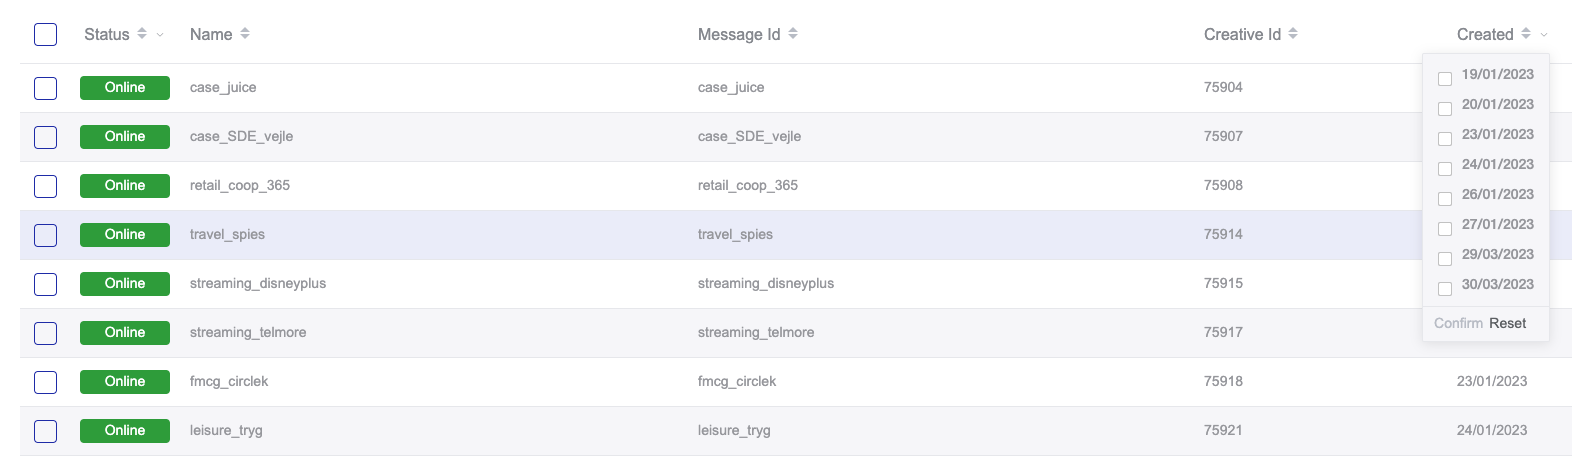 Status Name Message Id Creative Id Created
Online case_juice case_juice 75904
Online case_SDE_vejle case_SDE_vejle 75907
Online retail_coop_365 retail_coop_365 75908
Online travel_spies travel_spies 75914
Online streaming_disneyplus streaming_disneyplus 75915
Online streaming_telmore streaming_telmore 75917
Online fmcg_circlek fmcg_circlek 75918 23/01/2023
Online leisure_tryg leisure_tryg 75921 24/01/2023
19/01/2023
20/01/2023
23/01/2023
24/01/2023
26/01/2023
27/01/2023
29/03/2023
30/03/2023
Confirm Reset